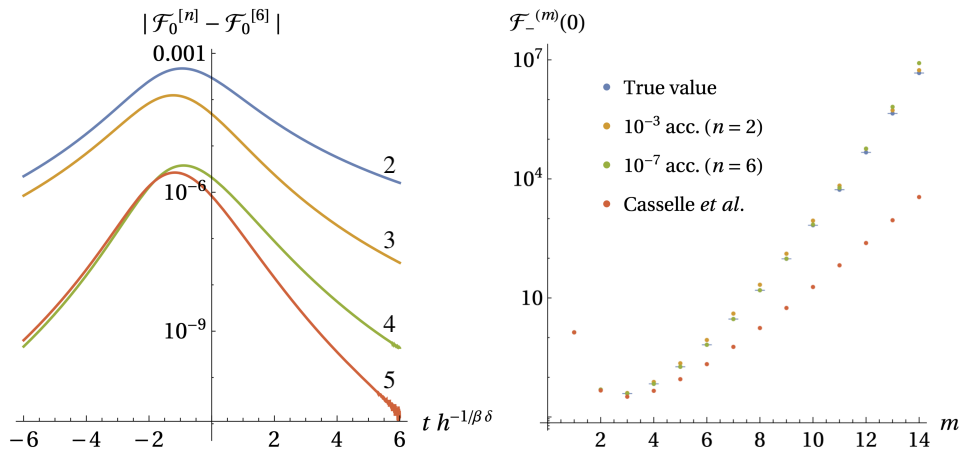 | ℱ₀^[n] − ℱ₀^[6] |
0.001
10⁻⁶
10⁻⁹
2
3
4
5
−6 −4 −2 2 4 6
t h^(−1/βδ)
ℱ₋^(m)(0)
10⁷
10⁴
10
True value
10⁻³ acc. (n = 2)
10⁻⁷ acc. (n = 6)
Casselle et al.
2 4 6 8 10 12 14
m